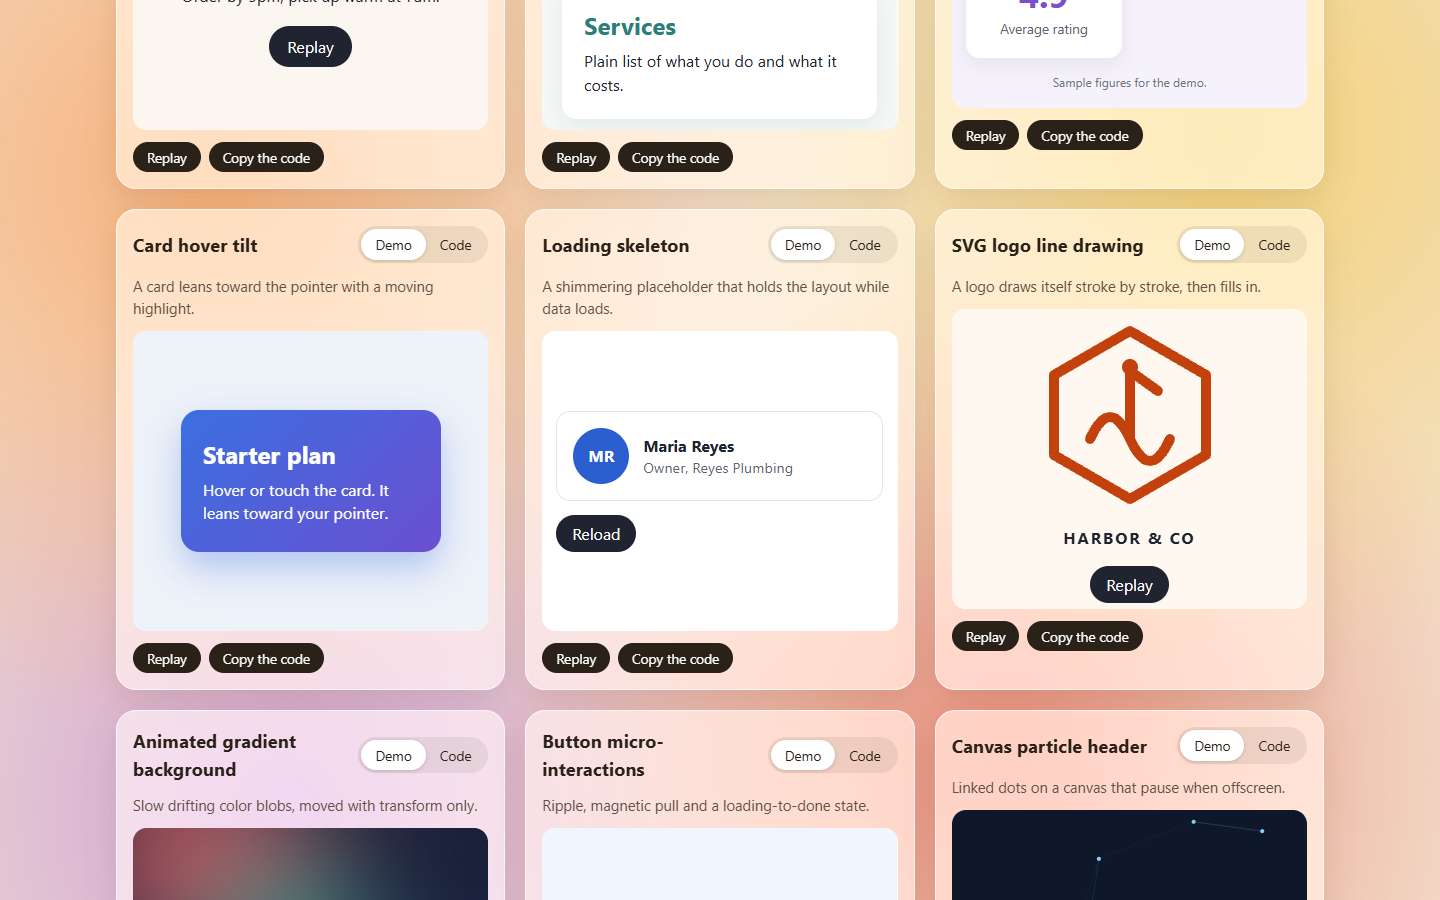 Replay
Services
Plain list of what you do and what it
costs.
Average rating
Sample figures for the demo.
Replay
Copy the code
Replay
Copy the code
Replay
Copy the code
Card hover tilt
Demo
Code
A card leans toward the pointer with a moving
highlight.
Starter plan
Hover or touch the card. It
leans toward your pointer.
Replay
Copy the code
Loading skeleton
Demo
Code
A shimmering placeholder that holds the layout while
data loads.
MR
Maria Reyes
Owner, Reyes Plumbing
Reload
Replay
Copy the code
SVG logo line drawing
Demo
Code
A logo draws itself stroke by stroke, then fills in.
HARBOR & CO
Replay
Replay
Copy the code
Animated gradient
background
Demo
Code
Slow drifting color blobs, moved with transform only.
Button micro-
interactions
Demo
Code
Ripple, magnetic pull and a loading-to-done state.
Canvas particle header
Demo
Code
Linked dots on a canvas that pause when offscreen.